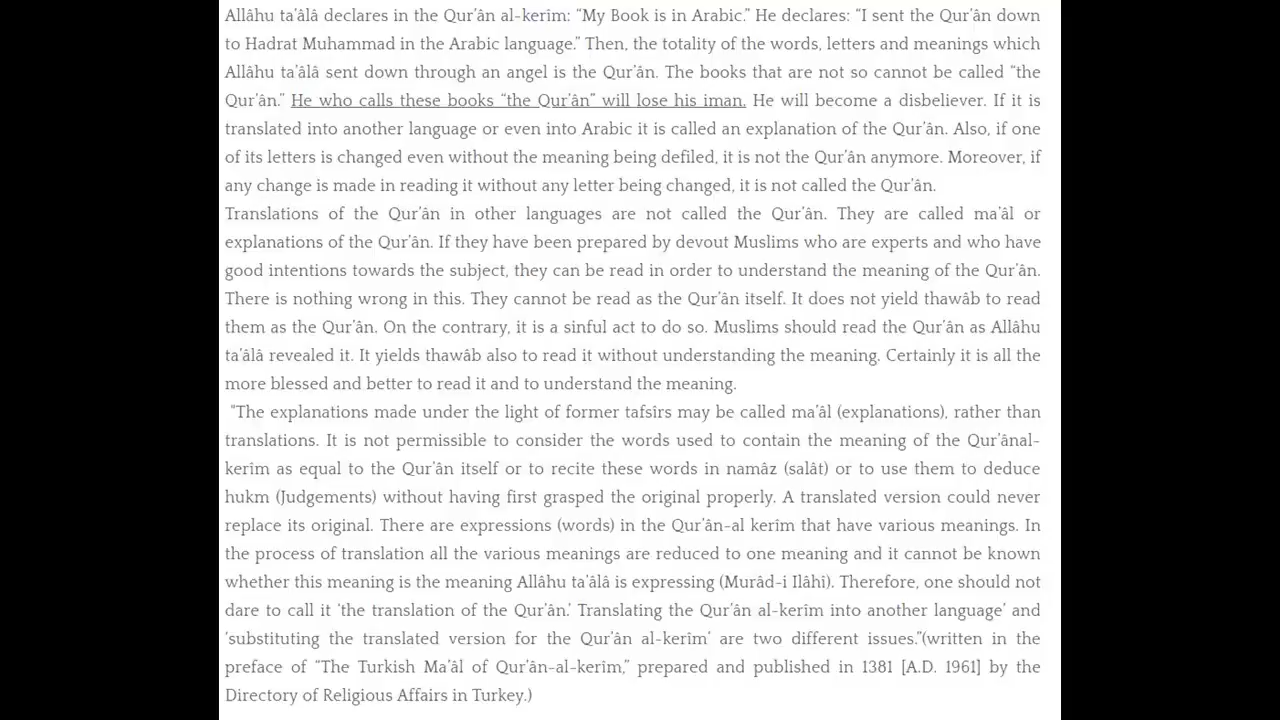 Allâhu ta’âlâ declares in the Qur’ân al-kerîm: “My Book is in Arabic.” He declares: “I sent the Qur’ân down
to Hadrat Muhammad in the Arabic language.” Then, the totality of the words, letters and meanings which
Allâhu ta’âlâ sent down through an angel is the Qur’ân. The books that are not so cannot be called “the
Qur’ân.” He who calls these books “the Qur’ân” will lose his iman. He will become a disbeliever. If it is
translated into another language or even into Arabic it is called an explanation of the Qur’ân. Also, if one
of its letters is changed even without the meaning being defiled, it is not the Qur’ân anymore. Moreover, if
any change is made in reading it without any letter being changed, it is not called the Qur’ân.
Translations of the Qur’ân in other languages are not called the Qur’ân. They are called ma’âl or
explanations of the Qur’ân. If they have been prepared by devout Muslims who are experts and who have
good intentions towards the subject, they can be read in order to understand the meaning of the Qur’ân.
There is nothing wrong in this. They cannot be read as the Qur’ân itself. It does not yield thawâb to read
them as the Qur’ân. On the contrary, it is a sinful act to do so. Muslims should read the Qur’ân as Allâhu
ta’âlâ revealed it. It yields thawâb also to read it without understanding the meaning. Certainly it is all the
more blessed and better to read it and to understand the meaning.
"The explanations made under the light of former tafsîrs may be called ma’âl (explanations), rather than
translations. It is not permissible to consider the words used to contain the meaning of the Qur’ânal-
kerîm as equal to the Qur’ân itself or to recite these words in namâz (salât) or to use them to deduce
hukm (Judgements) without having first grasped the original properly. A translated version could never
replace its original. There are expressions (words) in the Qur’ân-al kerîm that have various meanings. In
the process of translation all the various meanings are reduced to one meaning and it cannot be known
whether this meaning is the meaning Allâhu ta’âlâ is expressing (Murâd-i Ilâhî). Therefore, one should not
dare to call it ‘the translation of the Qur’ân.’ Translating the Qur’ân al-kerîm into another language’ and
‘substituting the translated version for the Qur’ân al-kerîm’ are two different issues.”(written in the
preface of “The Turkish Ma’âl of Qur’ân-al-kerîm,” prepared and published in 1381 [A.D. 1961] by the
Directory of Religious Affairs in Turkey.)